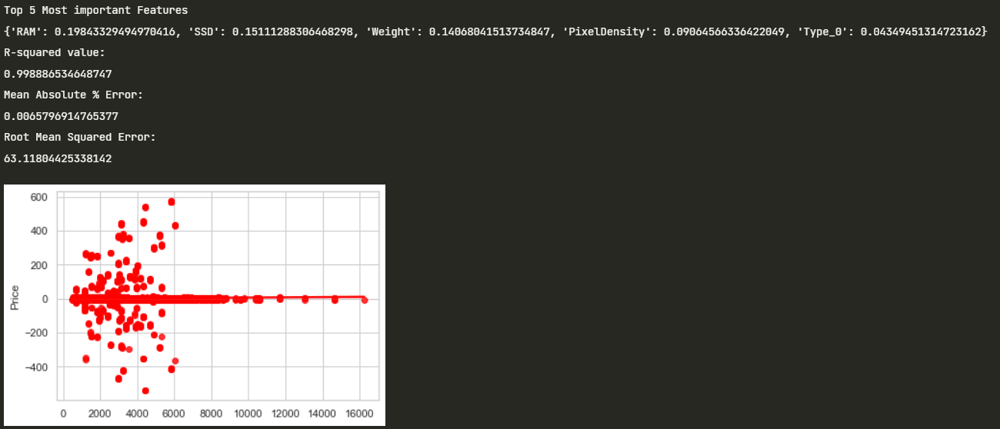 Top 5 Most important Features
{'RAM': 0.19843329494970416, 'SSD': 0.15111288306468298, 'Weight': 0.14068041513734847, 'PixelDensity': 0.09064566336422049, 'Type_0': 0.04349451314723162}
R-squared value:
0.998886534648747
Mean Absolute % Error:
0.0065796914765377
Root Mean Squared Error:
63.11804425338142
600
400
200
0
−200
−400
Price
0 2000 4000 6000 8000 10000 12000 14000 16000